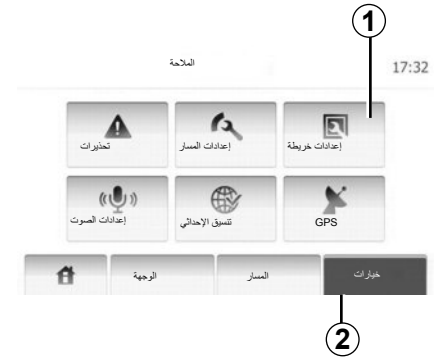 1
الملاحة
17:32
تحذيرات
إعدادات المسار
إعدادات خريطة
إعدادات الصوت
تنسيق الإحداثي
GPS
الوجهة
المسار
خيارات
2